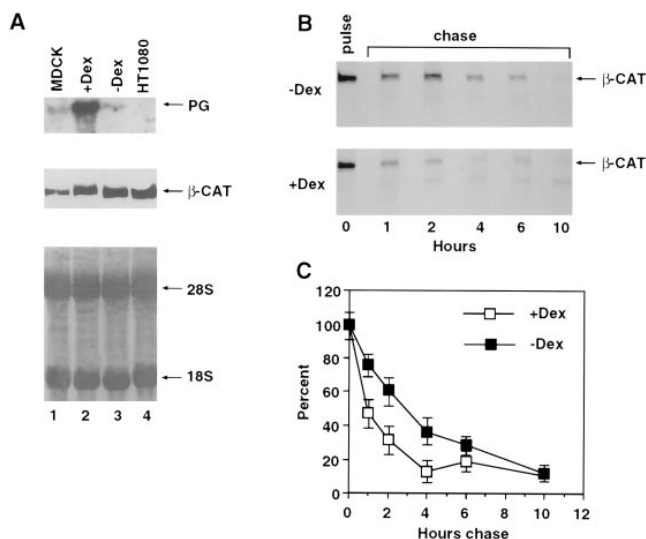 A
MDCK
+Dex
-Dex
HT1080
PG
β-CAT
28S
18S
1 2 3 4
B
pulse
chase
-Dex
β-CAT
+Dex
β-CAT
0 1 2 4 6 10
Hours
C
120
100
80
60
40
20
0
Percent
+Dex
-Dex
0 2 4 6 8 10 12
Hours chase